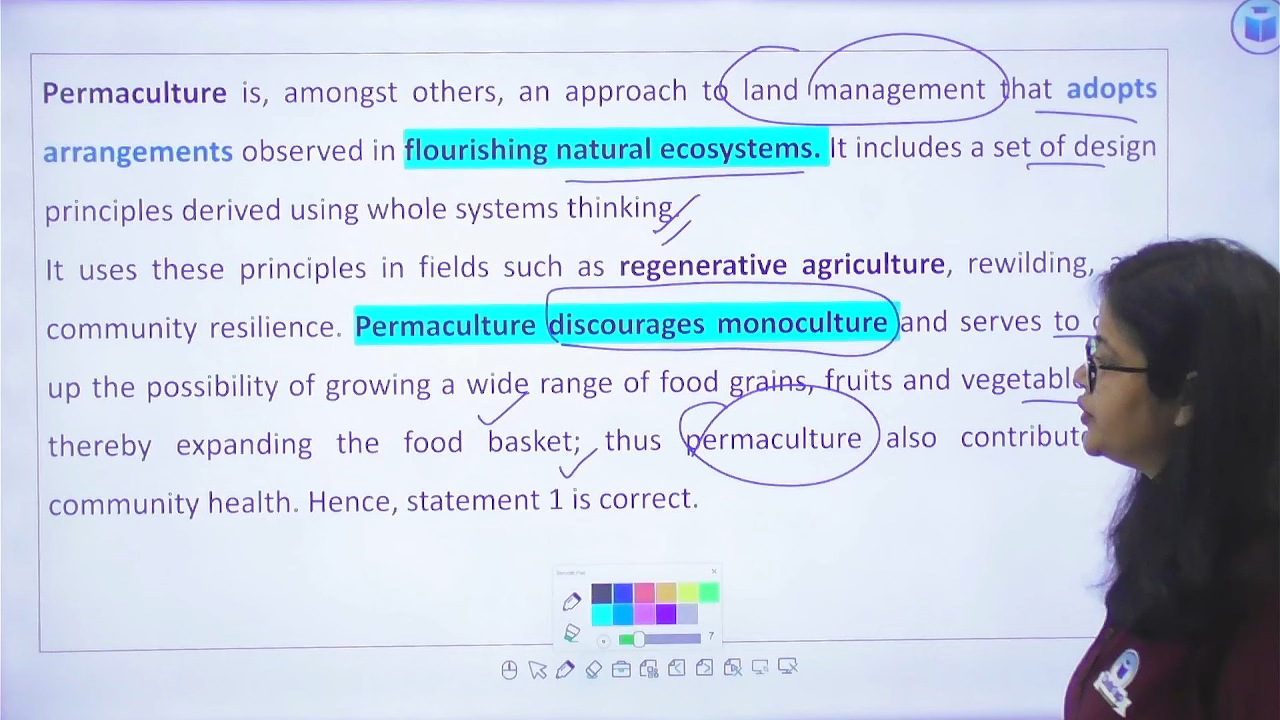 Permaculture is, amongst others, an approach to land management that adopts
arrangements observed in flourishing natural ecosystems. It includes a set of design
principles derived using whole systems thinking.
It uses these principles in fields such as regenerative agriculture, rewilding,
community resilience. Permaculture discourages monoculture and serves to
up the possibility of growing a wide range of food grains, fruits and
thereby expanding the food basket; thus permaculture also
community health. Hence, statement 1 is correct.
7